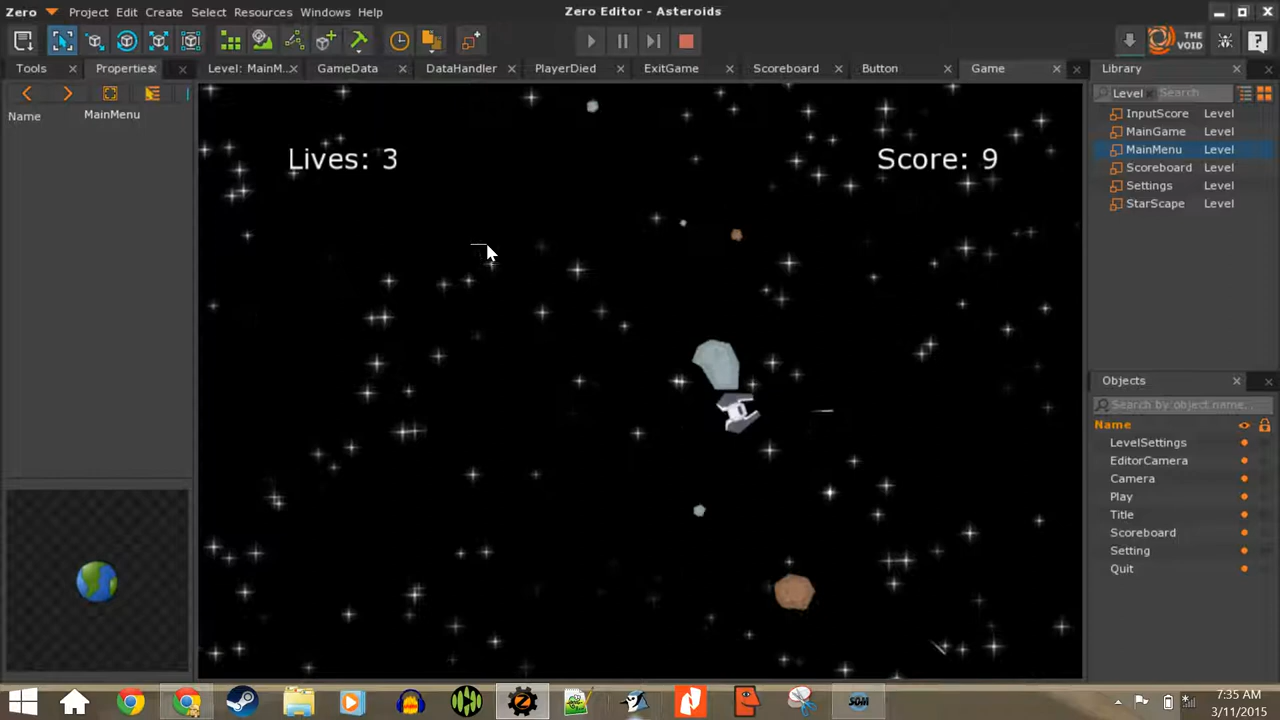 Zero Project Edit Create Select Resources Windows Help Zero Editor - Asteroids
THE VOID
Tools Properties Level: MainM... GameData DataHandler PlayerDied ExitGame Scoreboard Button Game Library
Level Search
Name MainMenu
InputScore Level
MainGame Level
MainMenu Level
Scoreboard Level
Settings Level
StarScape Level
Lives: 3 Score: 9
Objects
Search by object name...
Name
LevelSettings
EditorCamera
Camera
Play
Title
Scoreboard
Setting
Quit
SOM
7:35 AM
3/11/2015